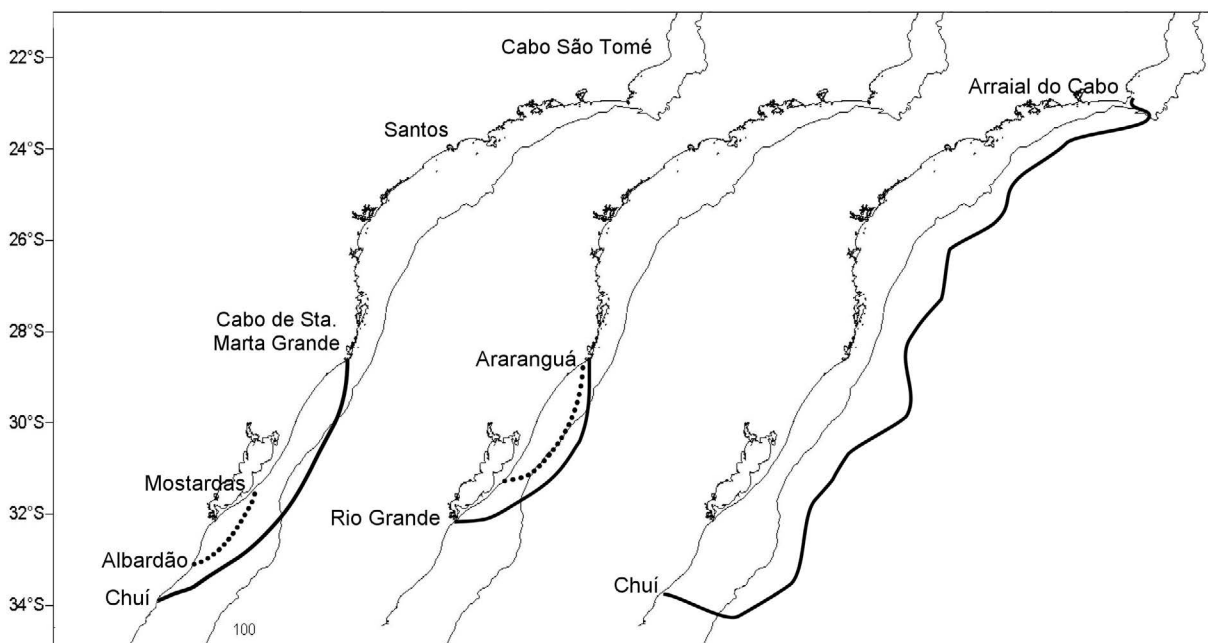 22°S
24°S
26°S
28°S
30°S
32°S
34°S
Cabo São Tomé
Santos
Cabo de Sta.
Marta Grande
Mostardas
Albardão
Chuí
100
Araranguá
Rio Grande
Arraial do Cabo
Chuí